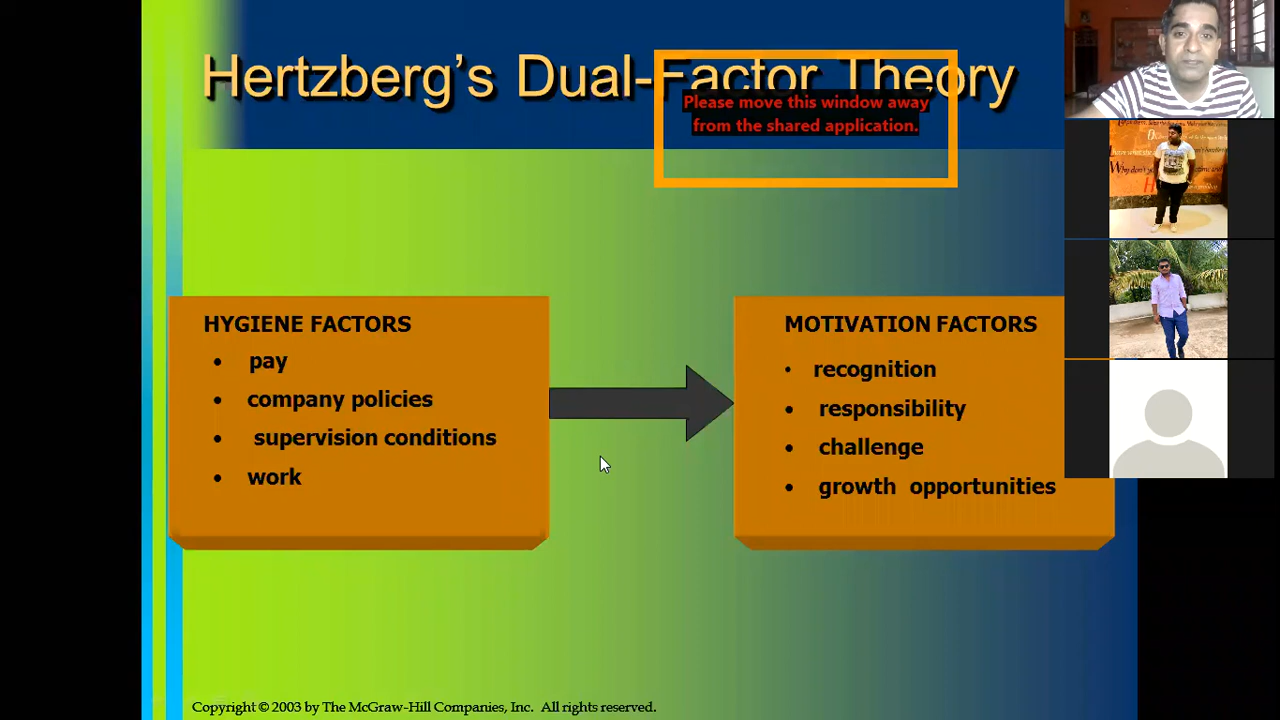 Hertzberg's Dual-Factor Theory
Please move this window away
from the shared application.
HYGIENE FACTORS
• pay
• company policies
• supervision conditions
• work
MOTIVATION FACTORS
• recognition
• responsibility
• challenge
• growth opportunities
Copyright © 2003 by The McGraw-Hill Companies, Inc. All rights reserved.